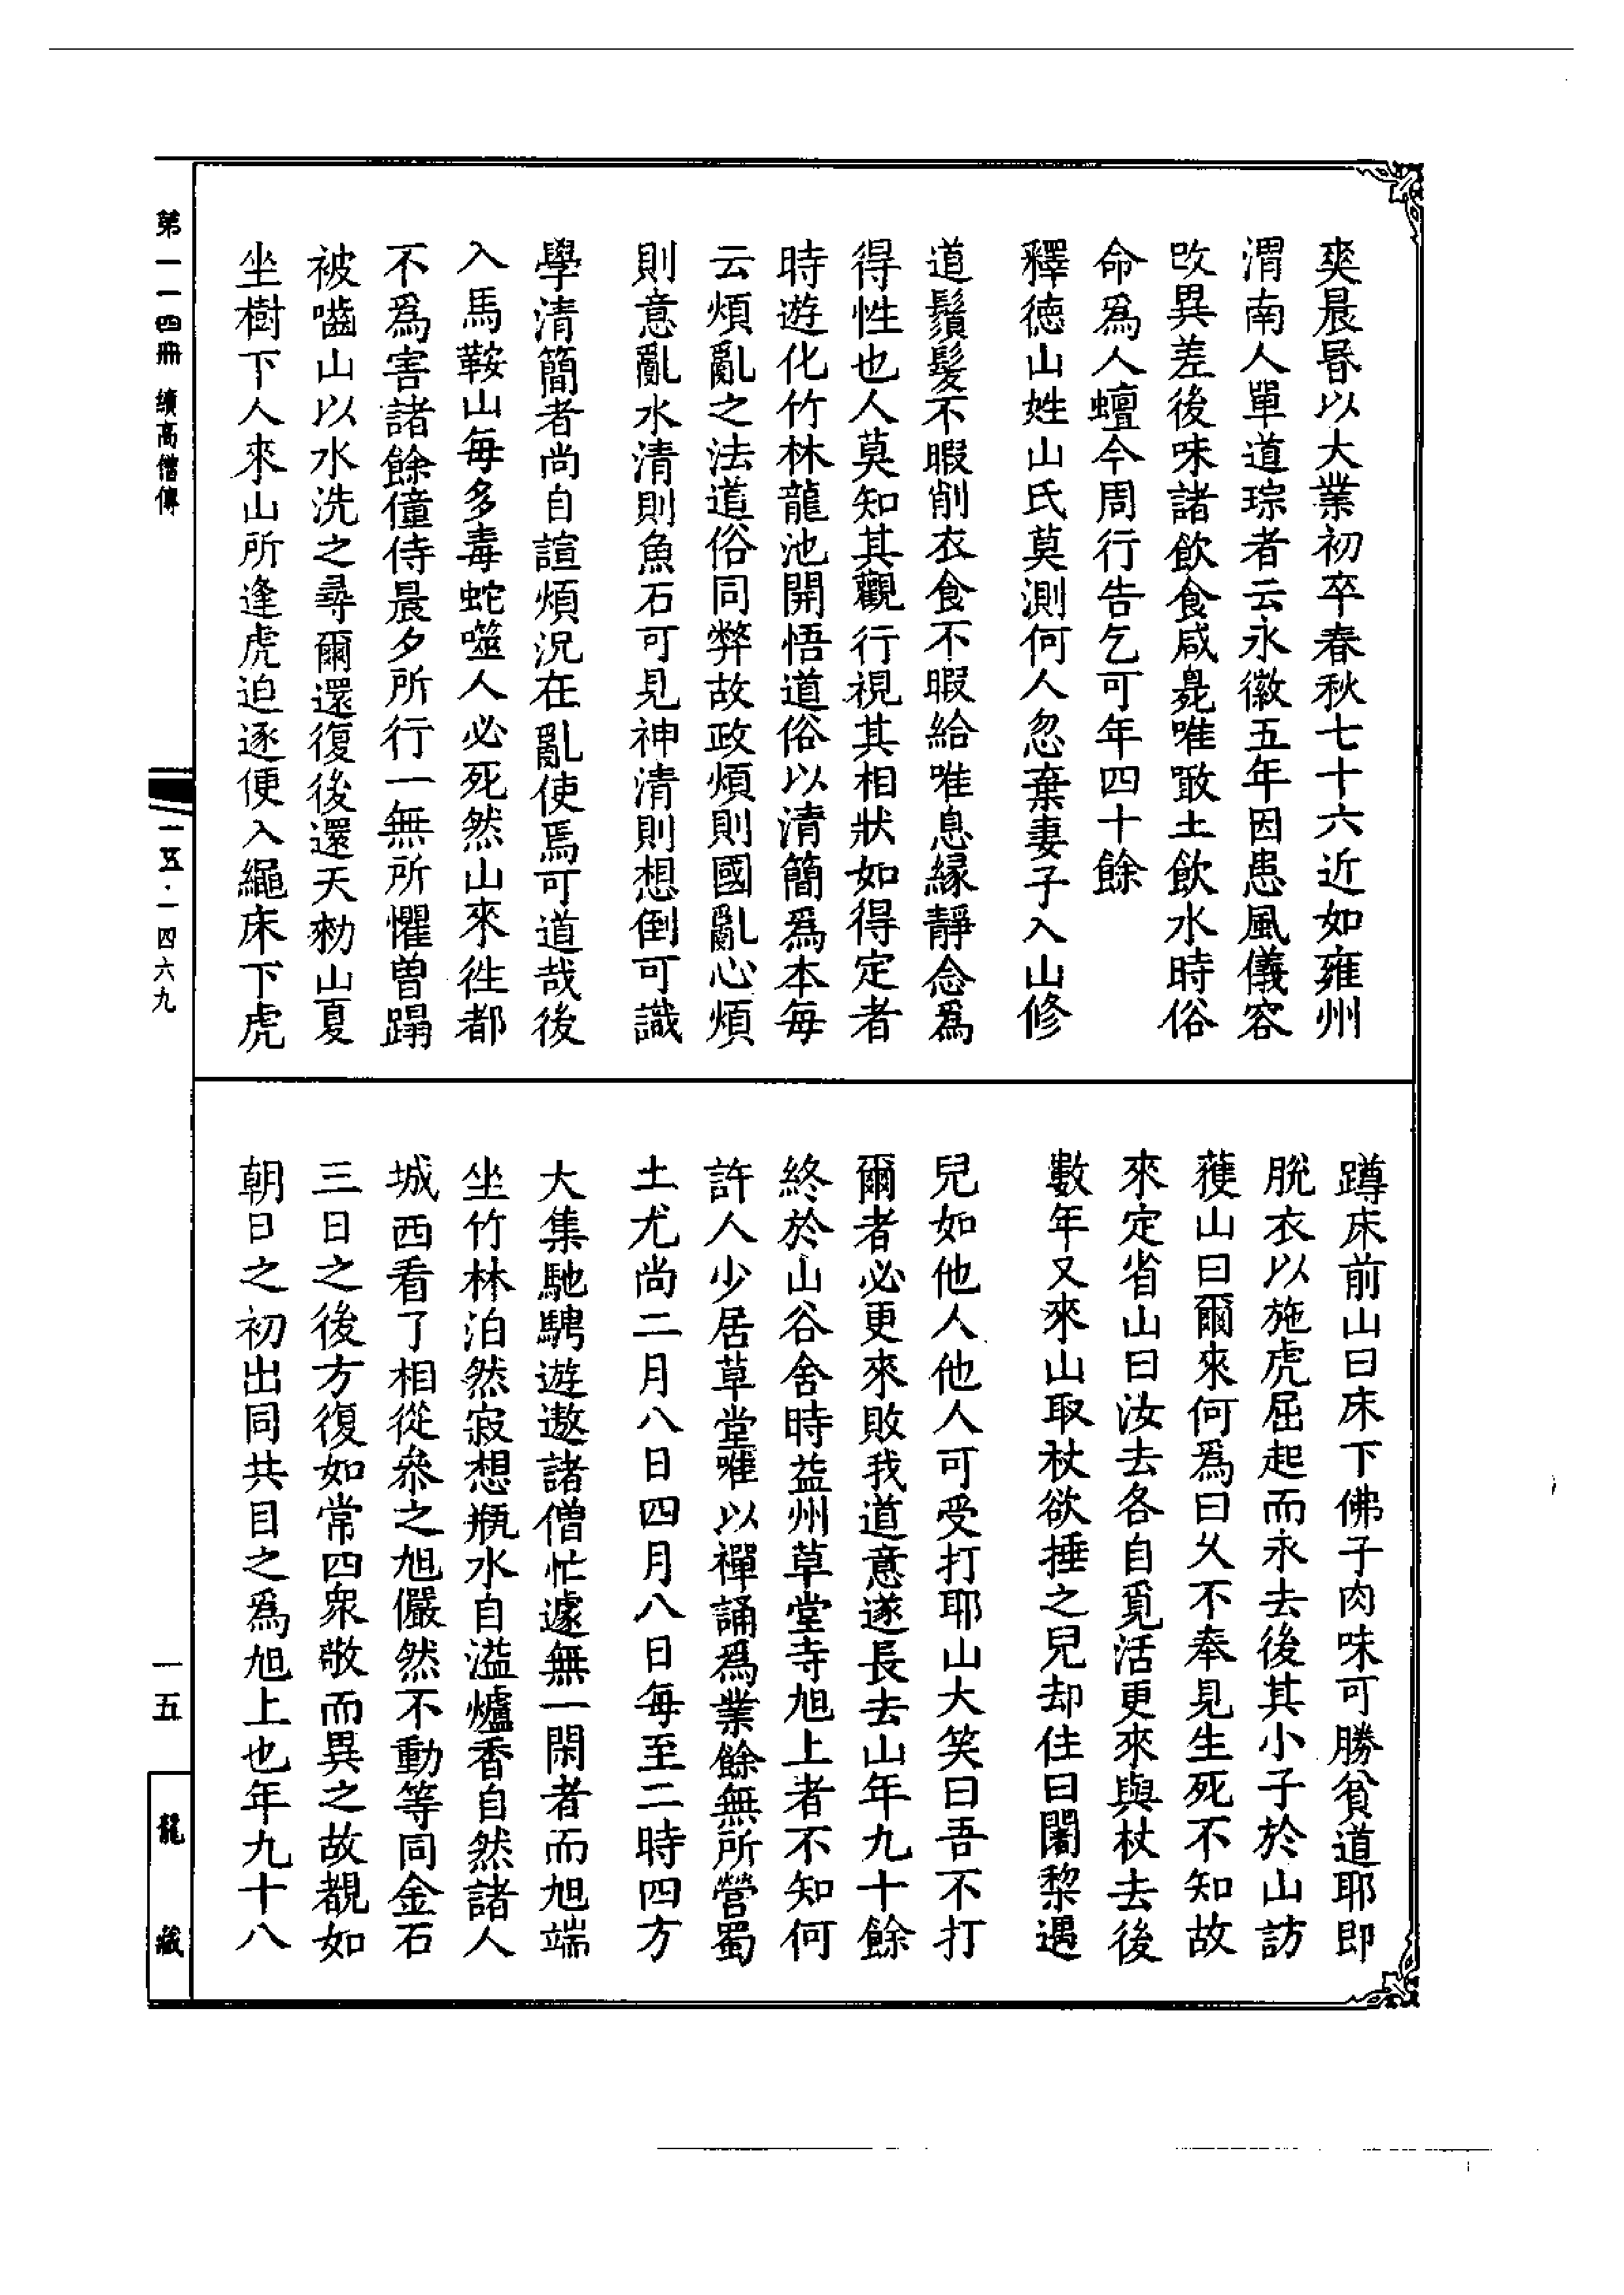 爽晨昬以大業初卒春秋七十六近如雍州
渭南人單道琮者云永徽五年因患風儀容
改異差後味諸飲食咸臰唯噉土飲水時俗
命爲人蟺今周行告乞可年四十餘
釋德山姓山氏莫測何人忽棄妻子入山修
道鬚髮不暇削衣食不暇給唯息緣靜念爲
得性也人莫知其觀行視其相狀如得定者
時遊化竹林龍池開悟道俗以清簡爲本每
云煩亂之法道俗同弊故政煩則國亂心煩
則意亂水清則魚石可見神清則想倒可識
學清簡者尚自諠煩況在亂使焉可道哉後
入馬鞍山每多毒蛇噬人必死然山來往都
不爲害諸餘僮侍晨夕所行一無所懼曽蹋
被嚙山以水洗之尋爾還復後還天勑山夏
坐樹下人來山所逢虎迫逐便入繩床下虎
蹲床前山曰床下佛子肉味可勝貧道耶即
脫衣以施虎屈起而永去後其小子於山訪
獲山曰爾來何爲曰乆不奉見生死不知故
來定省山曰汝去各自覓活更來與杖去後
數年又來山取杖欲捶之兒却住曰闍黎遇
兒如他人他人可受打耶山大笑曰吾不打
爾者必更來敗我道意遂長去山年九十餘
終於山谷舍時益州草堂寺旭上者不知何
許人少居草堂唯以禪誦爲業餘無所營蜀
土尤尚二月八日四月八日每至二時四方
大集馳騁遊遨諸僧忙遽無一閑者而旭端
坐竹林泊然寂想瓶水自溢爐香自然諸人
城西看了相從叅之旭儼然不動等同金石
三日之後方復如常四衆敬而異之故覩如
朝日之初出同共目之爲旭上也年九十八
第一一四冊 續高僧傳
一五·一四六九
一五
龍藏